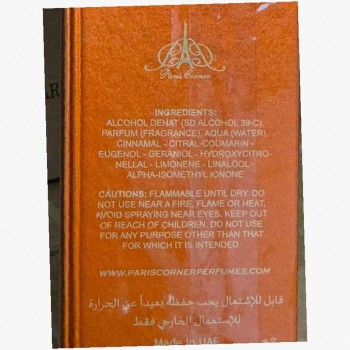 Paris Corner
INGREDIENTS:
ALCOHOL DENAT (SD ALCOHOL 39-C),
PARFUM (FRAGRANCE), AQUA (WATER),
CINNAMAL - CITRAL-COUMARIN -
EUGENOL - GERANIOL - HYDROXYCITRO-
NELLAL - LIMONENE - LINALOOL-
ALPHA-ISOMETHYL IONONE
CAUTIONS: FLAMMABLE UNTIL DRY. DO
NOT USE NEAR A FIRE, FLAME OR HEAT,
AVOID SPRAYING NEAR EYES. KEEP OUT
OF REACH OF CHILDREN. DO NOT USE
FOR ANY PURPOSE OTHER THAN THAT
FOR WHICH IT IS INTENDED
WWW.PARISCORNERPERFUMES.COM
قابل للإشتعال يجب حفظه بعيداً عن الحرارة
للإستعمال الخارجي فقط
Made in UAE